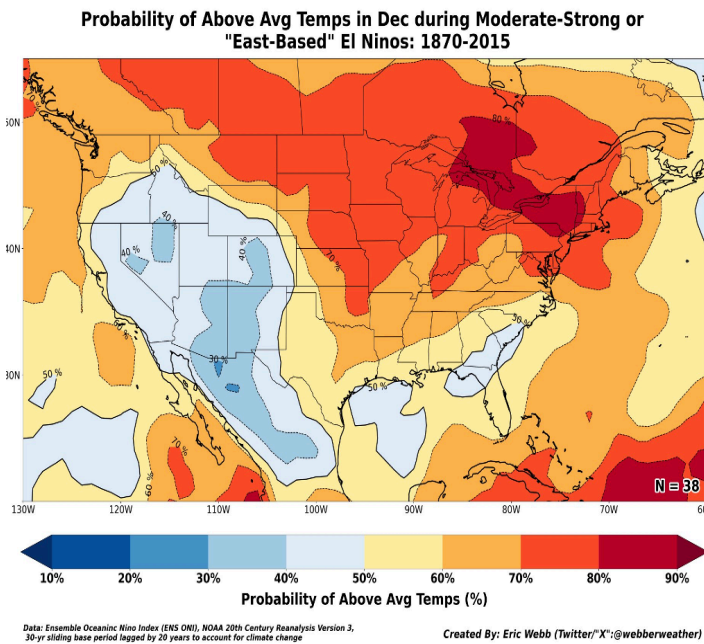 Probability of Above Avg Temps in Dec during Moderate-Strong or
"East-Based" El Ninos: 1870-2015
50N
40N
30N
70 %
50 %
40 %
40 %
40 %
70 %
80 %
60 %
30 %
50 %
50 %
50 %
70 %
60 %
N = 38
130W 120W 110W 100W 90W 80W 70W 60
10% 20% 30% 40% 50% 60% 70% 80% 90%
Probability of Above Avg Temps (%)
Data: Ensemble Oceaninc Nino Index (ENS ONI), NOAA 20th Century Reanalysis Version 3,
30-yr sliding base period lagged by 20 years to account for climate change
Created By: Eric Webb (Twitter/"X":@webberweather)